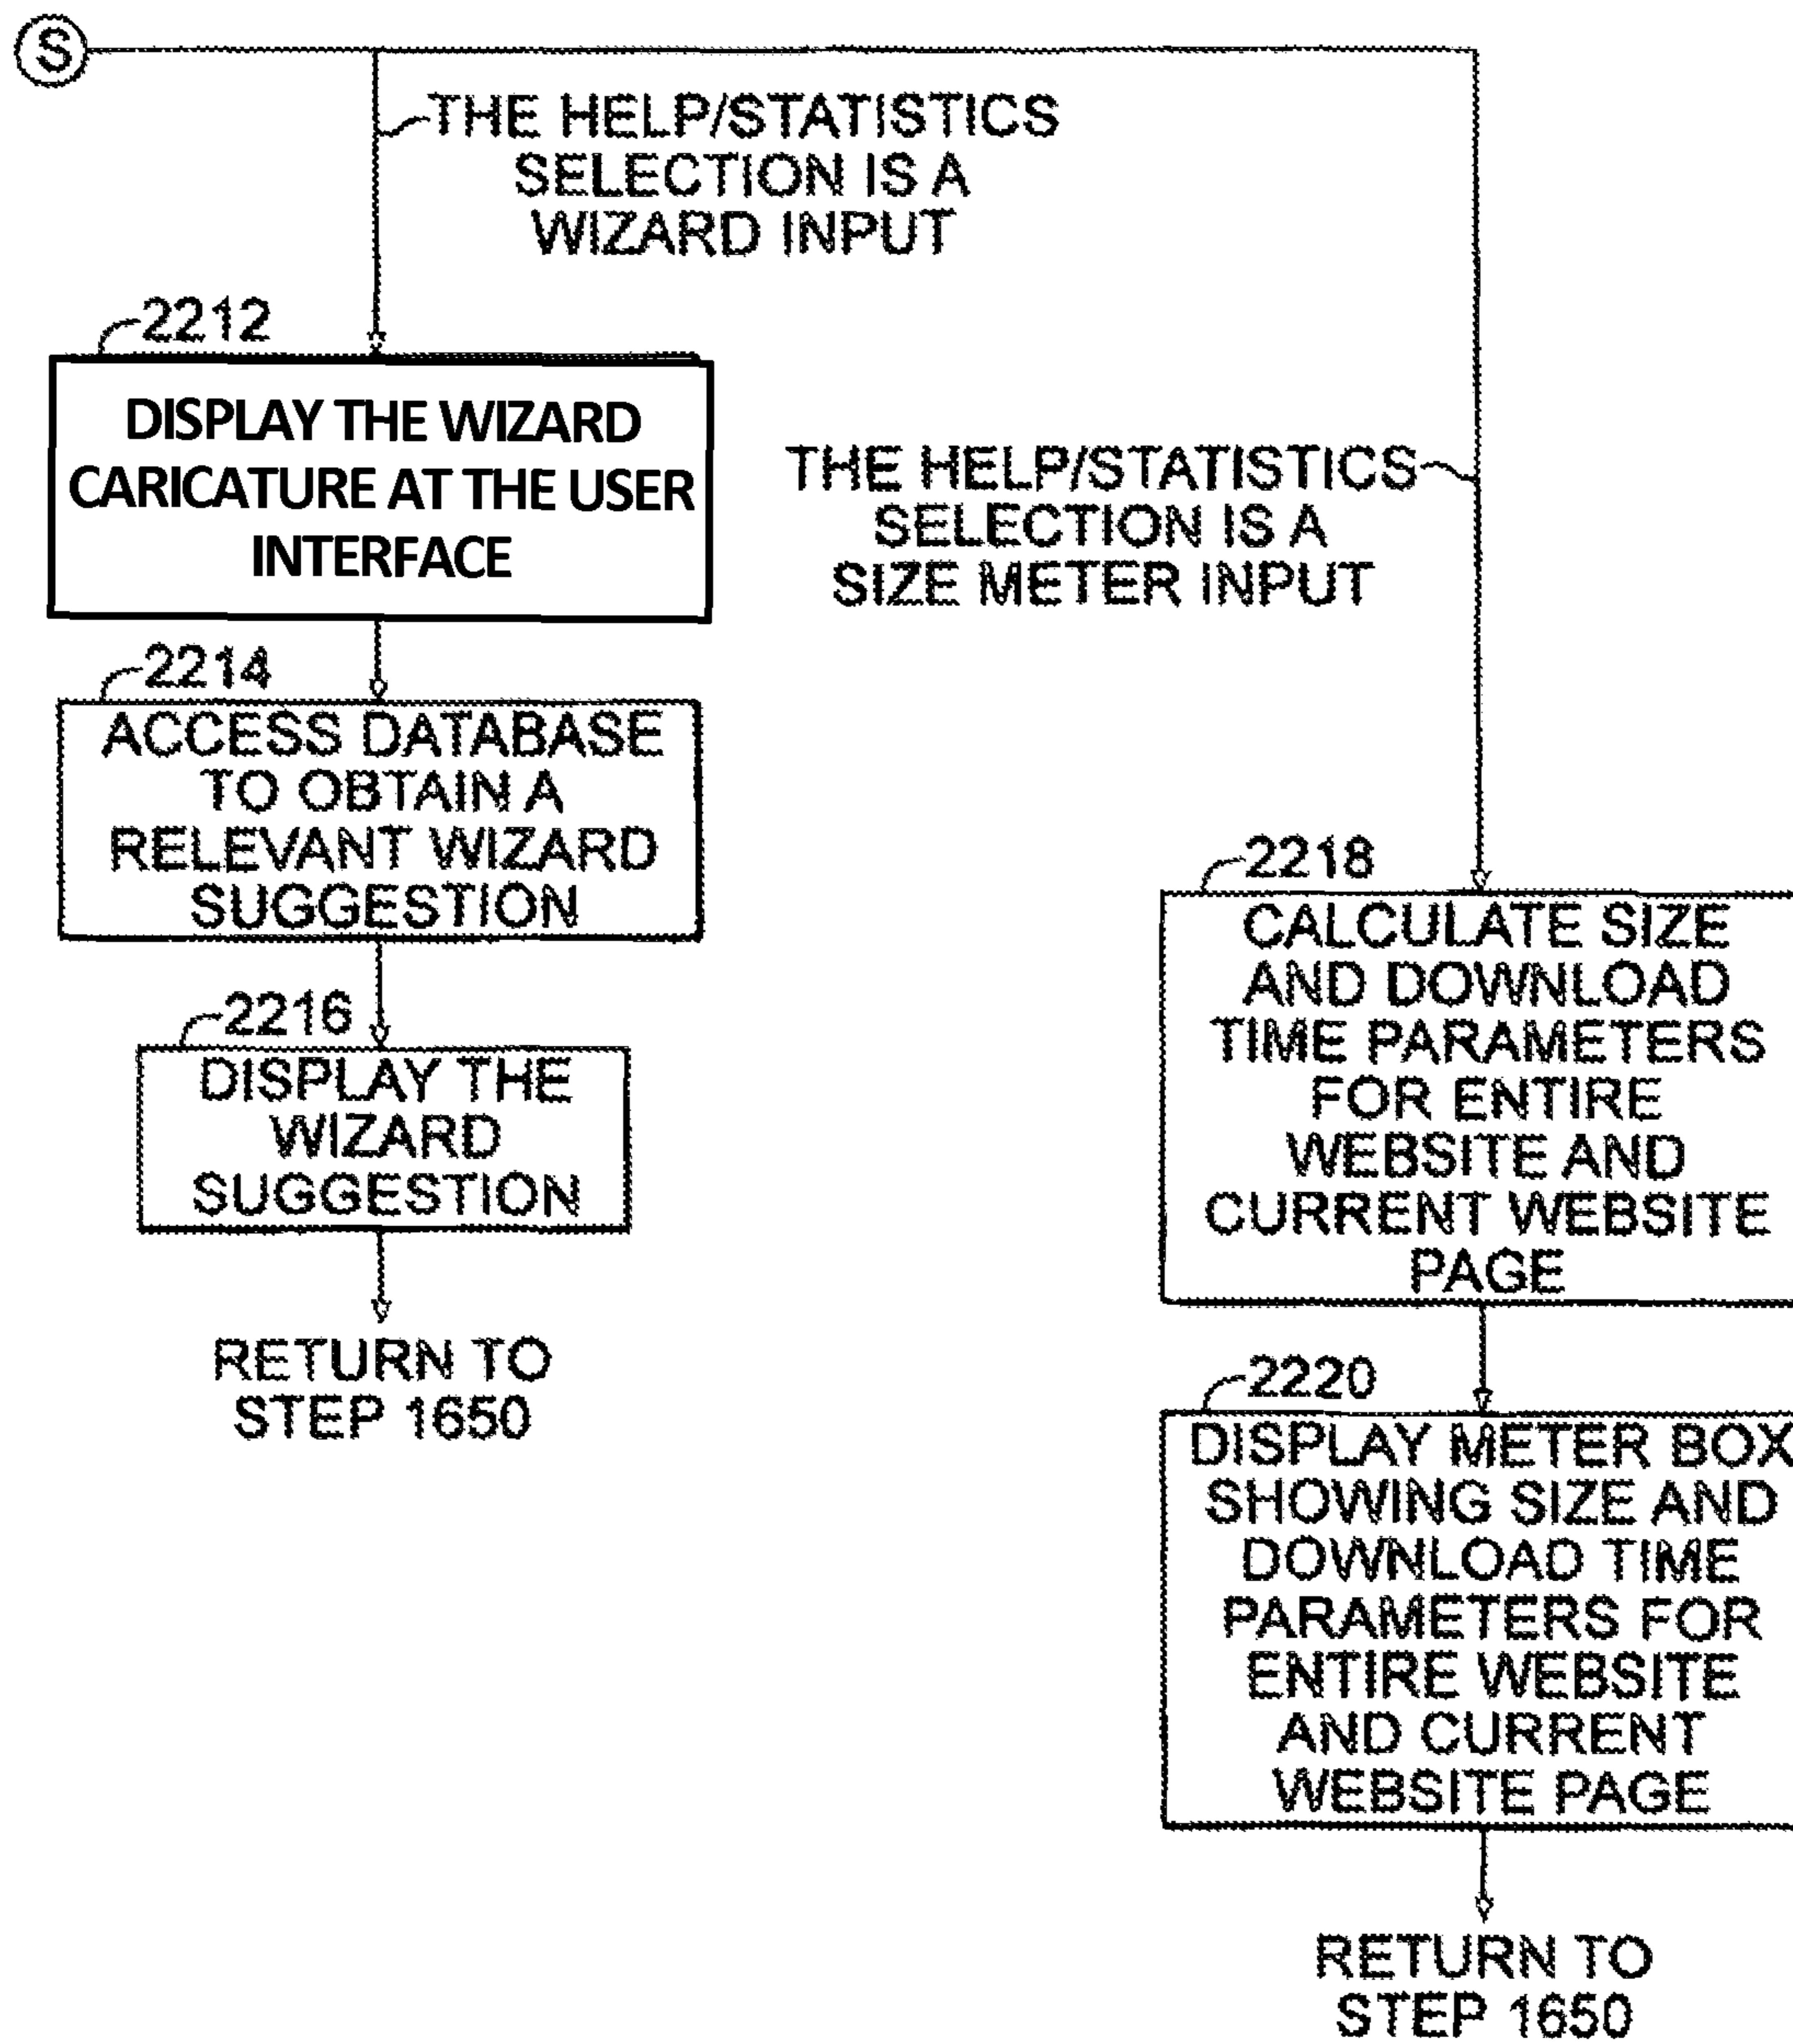 S
THE HELP/STATISTICS
SELECTION IS A
WIZARD INPUT
2212
DISPLAY THE WIZARD
CARICATURE AT THE USER
INTERFACE
2214
ACCESS DATABASE
TO OBTAIN A
RELEVANT WIZARD
SUGGESTION
2216
DISPLAY THE
WIZARD
SUGGESTION
RETURN TO
STEP 1650
THE HELP/STATISTICS
SELECTION IS A
SIZE METER INPUT
2218
CALCULATE SIZE
AND DOWNLOAD
TIME PARAMETERS
FOR ENTIRE
WEBSITE AND
CURRENT WEBSITE
PAGE
2220
DISPLAY METER BOX
SHOWING SIZE AND
DOWNLOAD TIME
PARAMETERS FOR
ENTIRE WEBSITE
AND CURRENT
WEBSITE PAGE
RETURN TO
STEP 1650